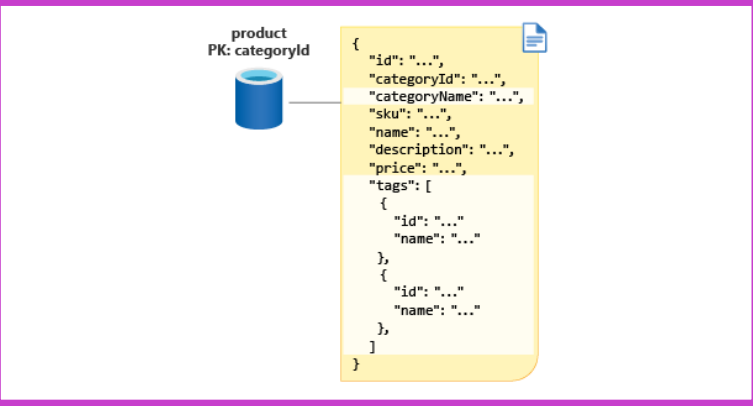 product
PK: categoryId
{
"id": "...",
"categoryId": "...",
"categoryName": "...",
"sku": "...",
"name": "...",
"description": "...",
"price": "...",
"tags": [
{
"id": "..."
"name": "..."
},
{
"id": "..."
"name": "..."
},
]
}